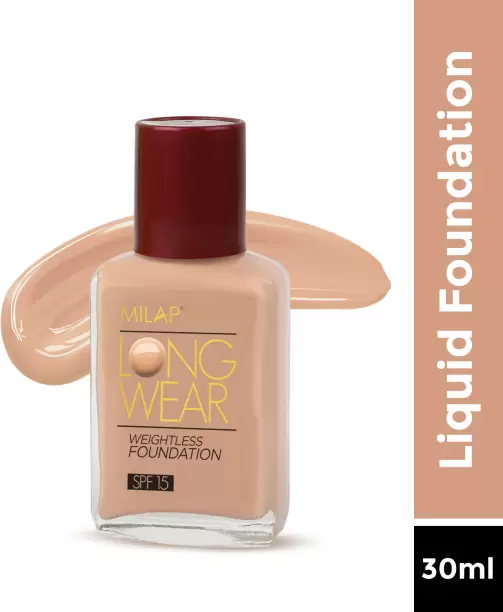 MILAP®
LONG
WEAR
WEIGHTLESS
FOUNDATION
SPF 15
Liquid Foundation
30ml